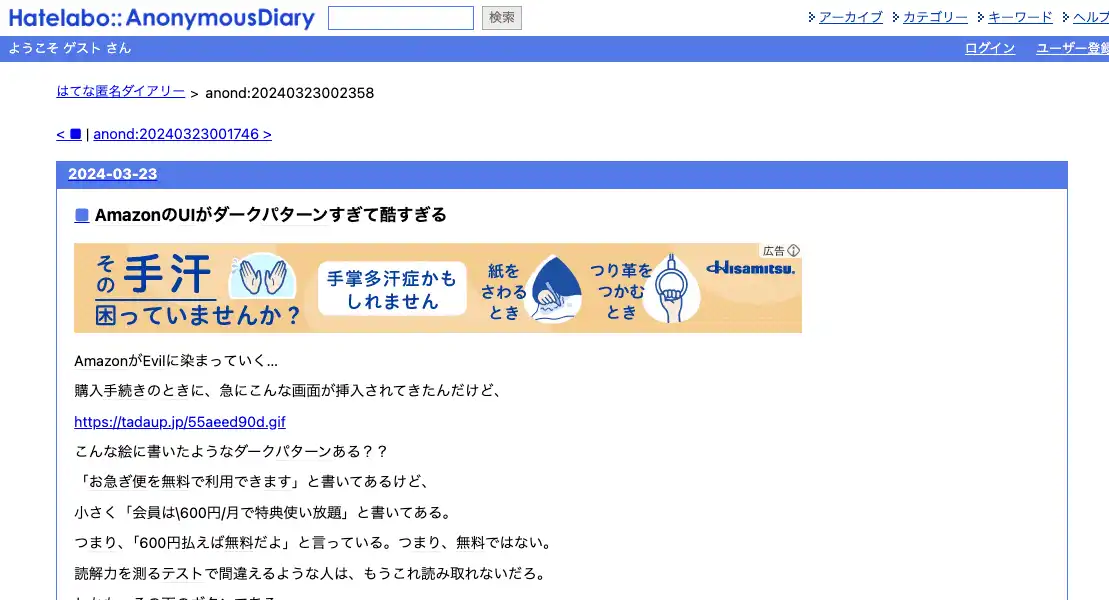 Hatelabo::AnonymousDiary
検索
アーカイブ
カテゴリー
キーワード
ヘルプ
ようこそ ゲスト さん
ログイン
ユーザー登録
はてな匿名ダイアリー > anond:20240323002358
< ■ | anond:20240323001746 >
2024-03-23
■ AmazonのUIがダークパターンすぎて酷すぎる
広告
その手汗
困っていませんか？
手掌多汗症かも
しれません
紙を
さわる
とき
つり革を
つかむ
とき
Hisamitsu.
AmazonがEvilに染まっていく...
購入手続きのときに、急にこんな画面が挿入されてきたんだけど、
https://tadaup.jp/55aeed90d.gif
こんな絵に書いたようなダークパターンある？？
「お急ぎ便を無料で利用できます」と書いてあるけど、
小さく「会員は\600円/月で特典使い放題」と書いてある。
つまり、「600円払えば無料だよ」と言っている。つまり、無料ではない。
読解力を測るテストで間違えるような人は、もうこれ読み取れないだろ。